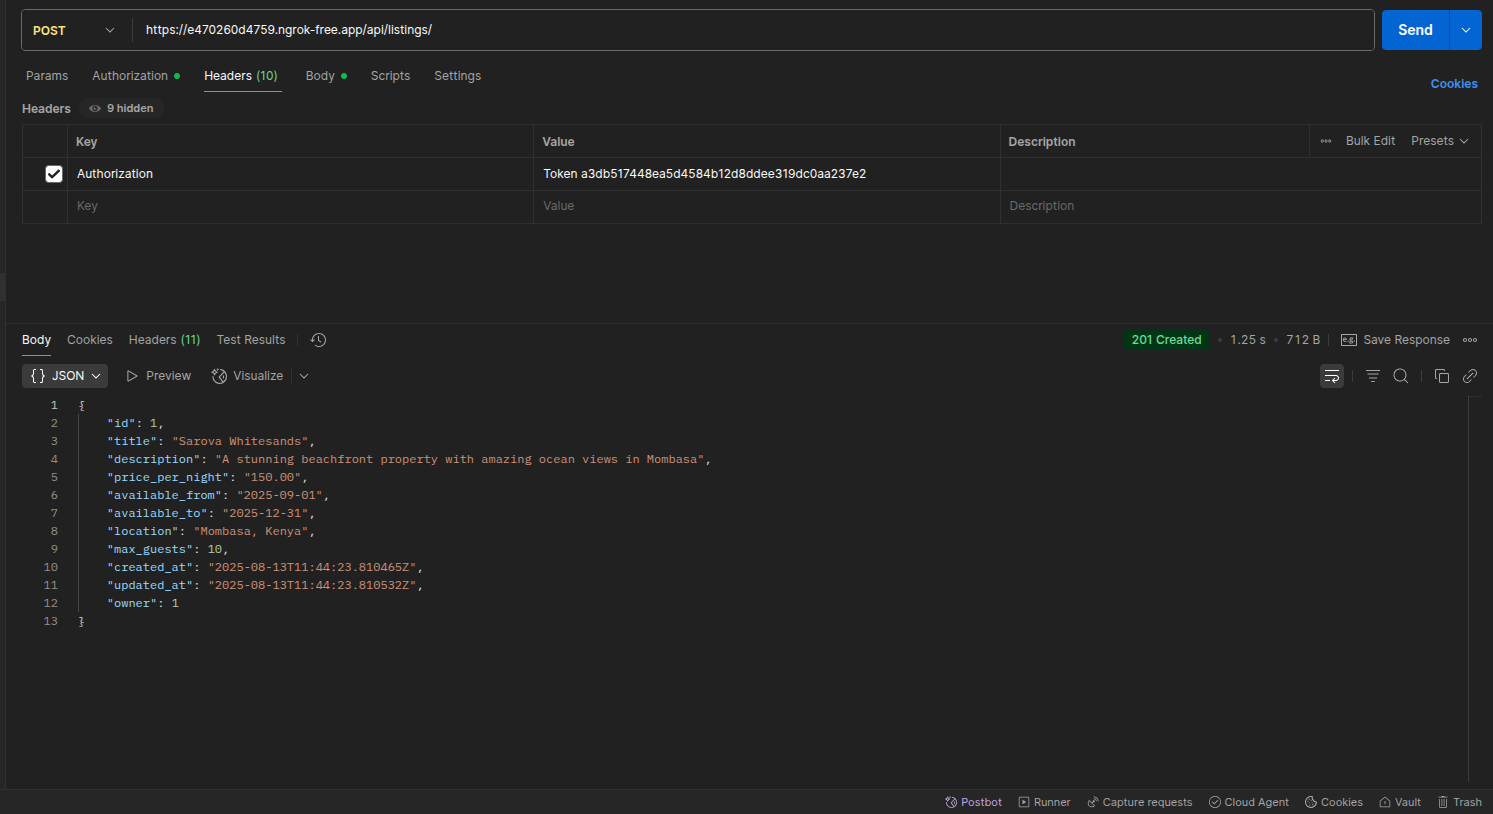 POST https://e470260d4759.ngrok-free.app/api/listings/ Send
Params Authorization Headers (10) Body Scripts Settings
Cookies
Headers 9 hidden
Key Value Description Bulk Edit Presets
Authorization Token a3db517448ea5d4584b12d8ddee319dc0aa237e2
Key Value Description
Body Cookies Headers (11) Test Results 201 Created • 1.25 s • 712 B e.g. Save Response
{} JSON Preview Visualize
1 {
2 "id": 1,
3 "title": "Sarova Whitesands",
4 "description": "A stunning beachfront property with amazing ocean views in Mombasa",
5 "price_per_night": "150.00",
6 "available_from": "2025-09-01",
7 "available_to": "2025-12-31",
8 "location": "Mombasa, Kenya",
9 "max_guests": 10,
10 "created_at": "2025-08-13T11:44:23.810465Z",
11 "updated_at": "2025-08-13T11:44:23.810532Z",
12 "owner": 1
13 }
Postbot Runner Capture requests Cloud Agent Cookies Vault Trash